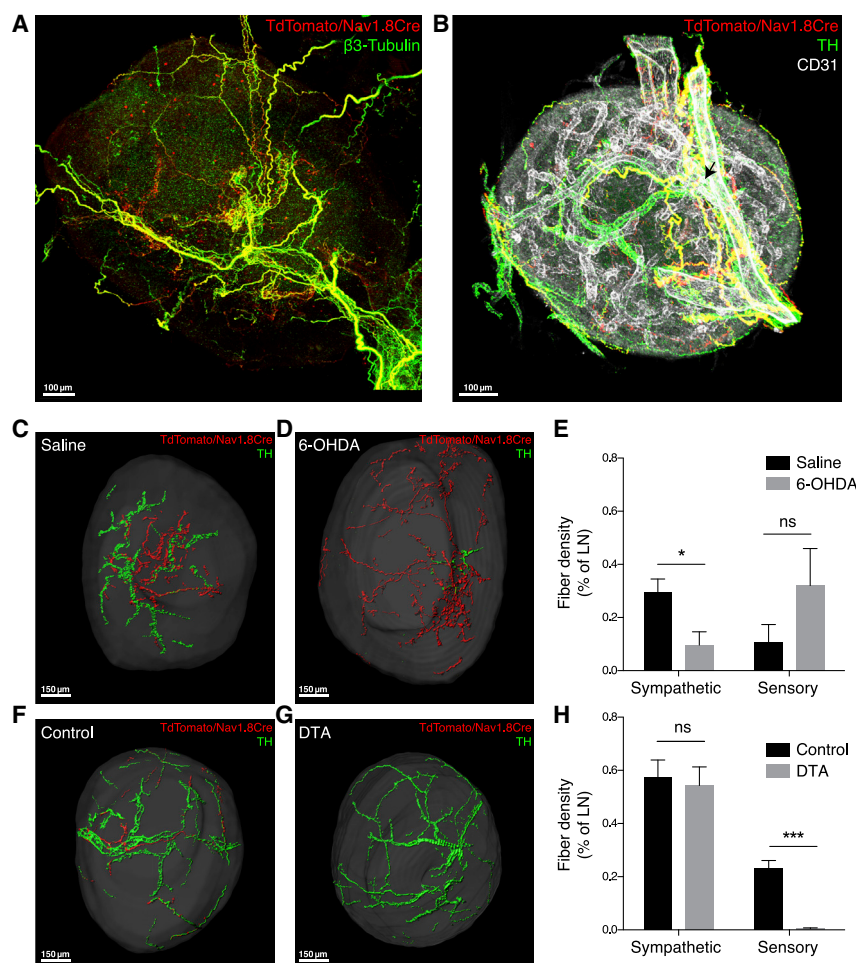 A
TdTomato/Nav1.8Cre
β3-Tubulin
100 µm
B
TdTomato/Nav1.8Cre
TH
CD31
100 µm
C
Saline
TdTomato/Nav1.8Cre
TH
150 µm
D
6-OHDA
TdTomato/Nav1.8Cre
TH
150 µm
E
Saline
6-OHDA
Fiber density
(% of LN)
0.8
0.6
0.4
0.2
0.0
*
ns
Sympathetic
Sensory
F
Control
TdTomato/Nav1.8Cre
TH
150 µm
G
DTA
TdTomato/Nav1.8Cre
TH
150 µm
H
Control
DTA
Fiber density
(% of LN)
0.8
0.6
0.4
0.2
0.0
ns
***
Sympathetic
Sensory